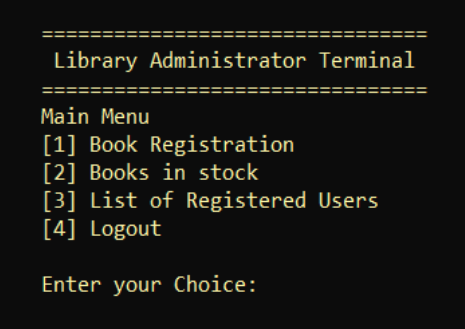 ================================
Library Administrator Terminal
================================
Main Menu
[1] Book Registration
[2] Books in stock
[3] List of Registered Users
[4] Logout
Enter your Choice: